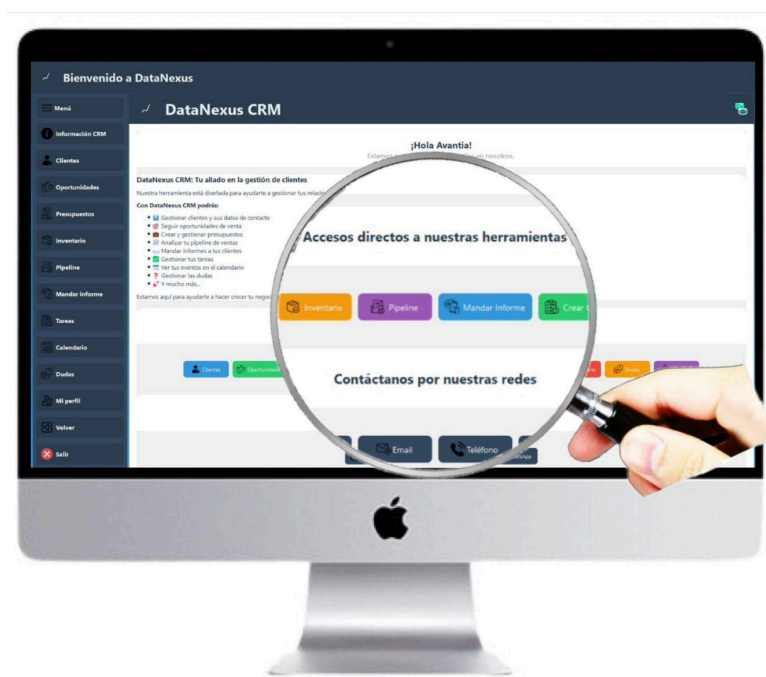 Bienvenido a DataNexus
Menú
DataNexus CRM
Información CRM
Clientes
Oportunidades
Presupuestos
Inventario
Pipeline
Mandar Informe
Tareas
Calendario
Dudas
Mi perfil
Volver
Salir
¡Hola Avantia!
Estamos en nosotros.
DataNexus CRM: Tu aliado en la gestión de clientes
Nuestra herramienta está diseñada para ayudarte a gestionar tus
Con DataNexus CRM podrás:
Gestionar clientes y sus datos de contacto
Seguir oportunidades de venta
Crear y gestionar presupuestos
Analizar tu pipeline de ventas
Mandar informes a tus clientes
Gestionar tus tareas
Ver tus eventos en el calendario
Gestionar las dudas
Y mucho más...
Estamos aquí para ayudarte a hacer crecer tu
Accesos directos a nuestras herramientas
Inventario
Pipeline
Mandar Informe
Crear
Clientes
Dudas
Contáctanos por nuestras redes
Email
Teléfono